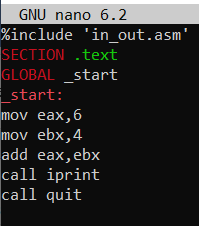 GNU nano 6.2
%include 'in_out.asm'
SECTION .text
GLOBAL _start
_start:
mov eax,6
mov ebx,4
add eax,ebx
call iprint
call quit